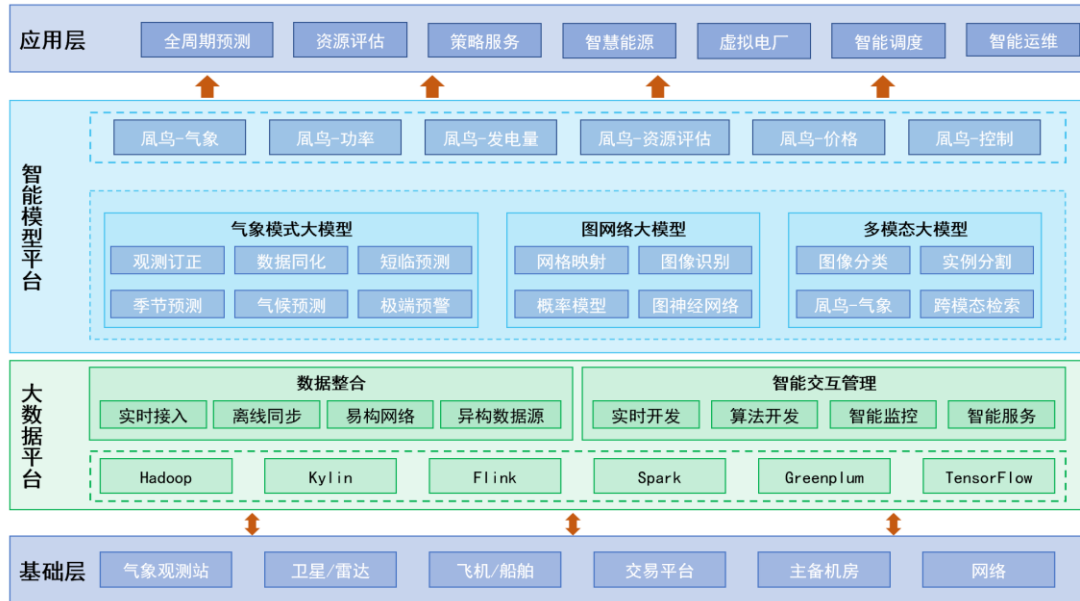 应用层
全周期预测 资源评估 策略服务 智慧能源 虚拟电厂 智能调度 智能运维
智能模型平台
凮鸟-气象 凮鸟-功率 凮鸟-发电量 凮鸟-资源评估 凮鸟-价格 凮鸟-控制
气象模式大模型 图网络大模型 多模态大模型
观测订正 数据同化 短临预测 网格映射 图像识别 图像分类 实例分割
季节预测 气候预测 极端预警 概率模型 图神经网络 凮鸟-气象 跨模态检索
大数据平台
数据整合 智能交互管理
实时接入 离线同步 易构网络 异构数据源 实时开发 算法开发 智能监控 智能服务
Hadoop Kylin Flink Spark Greenplum TensorFlow
基础层
气象观测站 卫星/雷达 飞机/船舶 交易平台 主备机房 网络